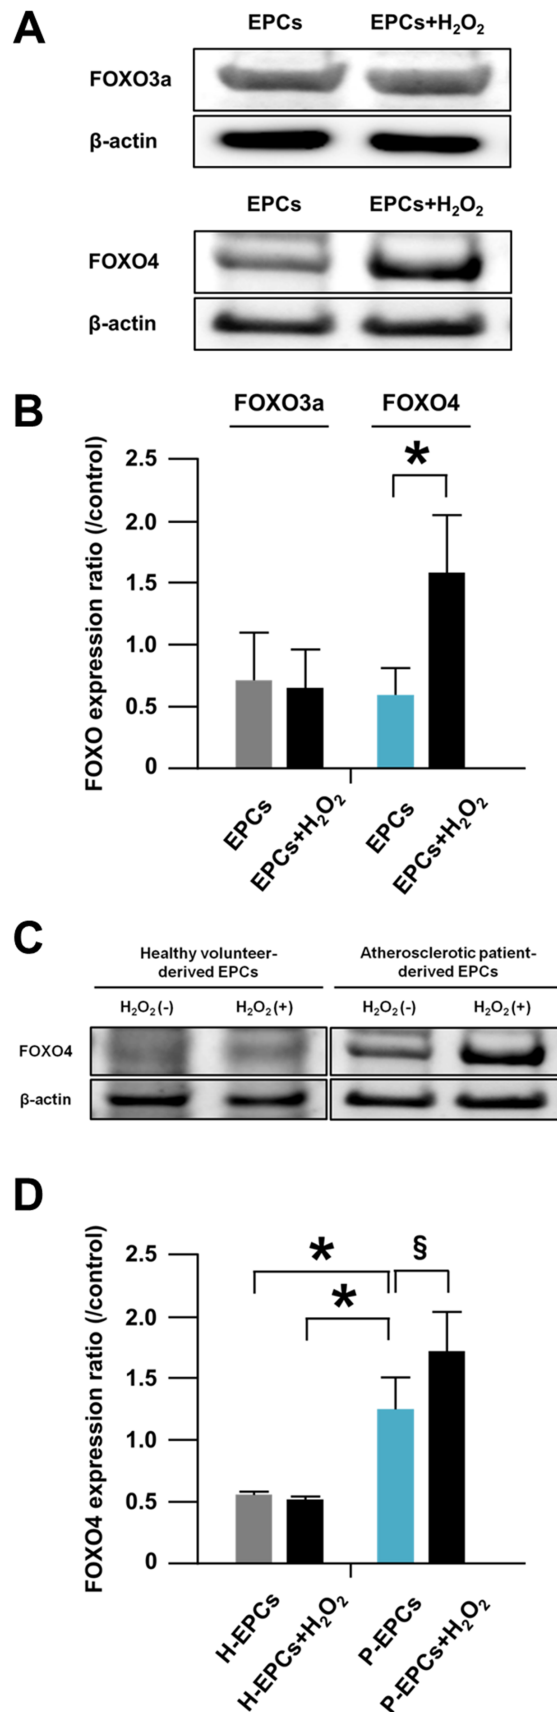 A
EPCs EPCs+H₂O₂
FOXO3a
β-actin
EPCs EPCs+H₂O₂
FOXO4
β-actin
B
FOXO3a FOXO4
FOXO expression ratio (/control)
2.5
2.0
1.5
1.0
0.5
0
*
EPCs
EPCs+H₂O₂
EPCs
EPCs+H₂O₂
C
Healthy volunteer-
derived EPCs
Atherosclerotic patient-
derived EPCs
H₂O₂(-) H₂O₂(+) H₂O₂(-) H₂O₂(+)
FOXO4
β-actin
D
FOXO4 expression ratio (/control)
2.5
2.0
1.5
1.0
0.5
0
* §
*
H-EPCs
H-EPCs+H₂O₂
P-EPCs
P-EPCs+H₂O₂